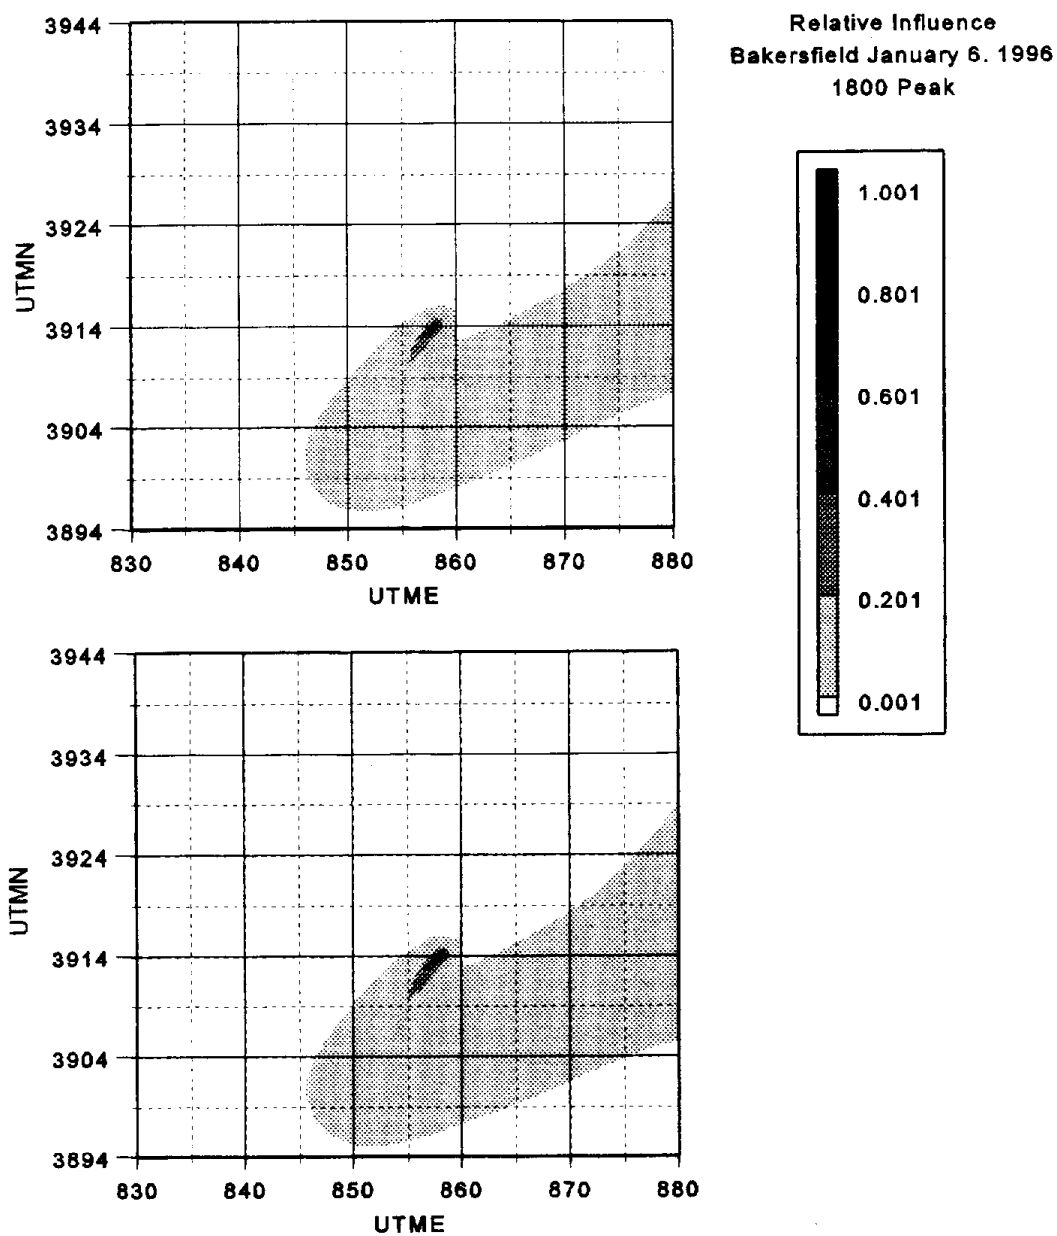 Relative Influence
Bakersfield January 6. 1996
1800 Peak
1.001
0.801
0.601
0.401
0.201
0.001
3944
3934
3924
3914
3904
3894
UTMN
830 840 850 860 870 880
UTME
3944
3934
3924
3914
3904
3894
UTMN
830 840 850 860 870 880
UTME